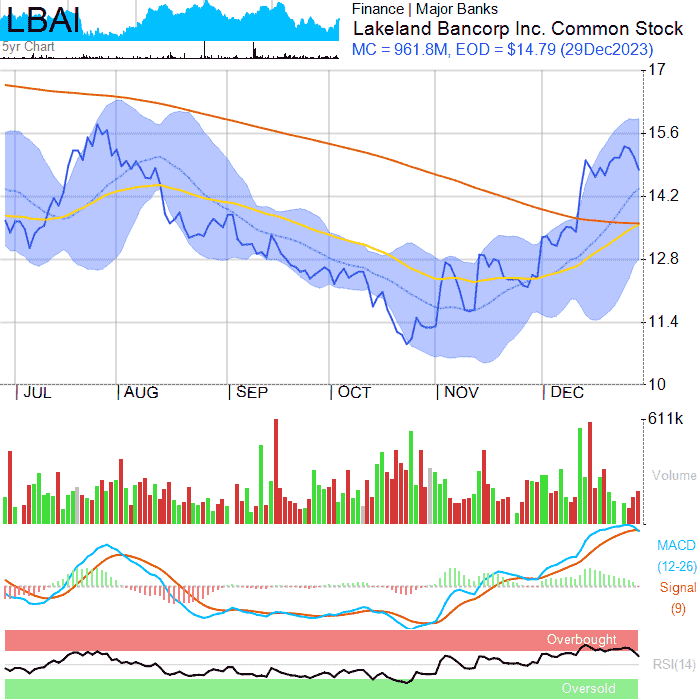 LBAI
5yr Chart
Finance | Major Banks
Lakeland Bancorp Inc. Common Stock
MC = 961.8M, EOD = $14.79 (29Dec2023)
17
15.6
14.2
12.8
11.4
10
JUL AUG SEP OCT NOV DEC
611k
Volume
MACD
(12-26)
Signal
(9)
Overbought
RSI(14)
Oversold